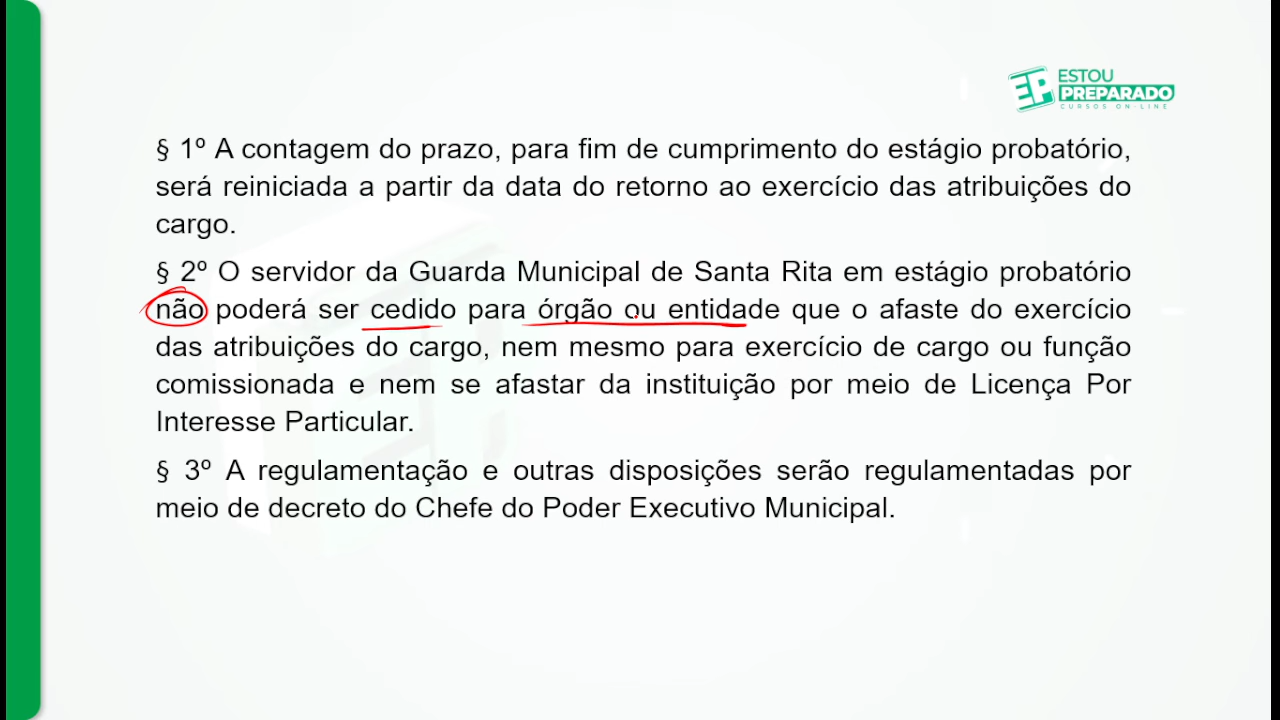 ESTOU
EP PREPARADO
CURSOS ON-LINE
§ 1º A contagem do prazo, para fim de cumprimento do estágio probatório,
será reiniciada a partir da data do retorno ao exercício das atribuições do
cargo.
§ 2º O servidor da Guarda Municipal de Santa Rita em estágio probatório
não poderá ser cedido para órgão ou entidade que o afaste do exercício
das atribuições do cargo, nem mesmo para exercício de cargo ou função
comissionada e nem se afastar da instituição por meio de Licença Por
Interesse Particular.
§ 3º A regulamentação e outras disposições serão regulamentadas por
meio de decreto do Chefe do Poder Executivo Municipal.